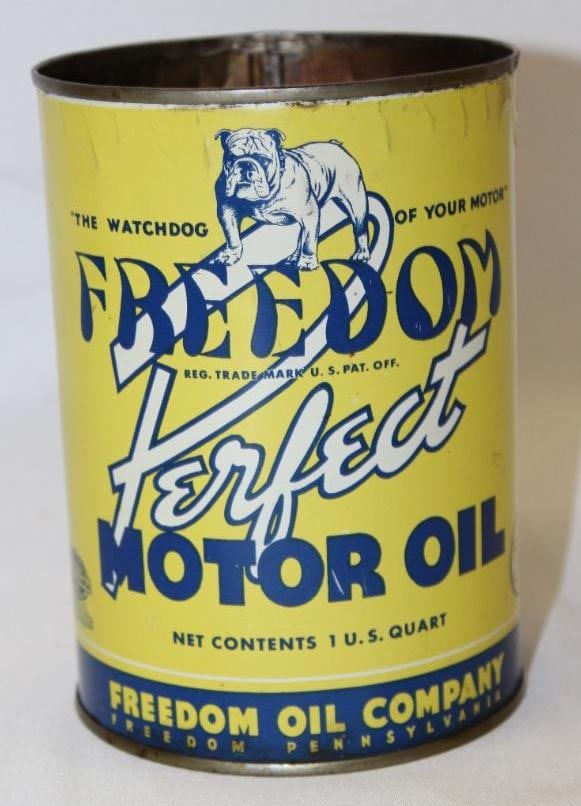 "THE WATCHDOG OF YOUR MOTOR"
FREEDOM
REG. TRADE MARK U. S. PAT. OFF.
Perfect
MOTOR OIL
NET CONTENTS 1 U. S. QUART
FREEDOM OIL COMPANY
FREEDOM PENNSYLVANIA